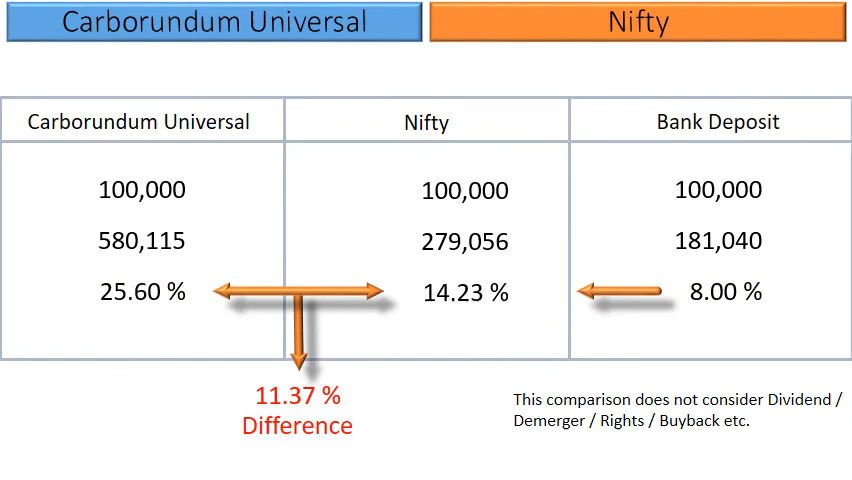 Carborundum Universal
Nifty
Carborundum Universal
Nifty
Bank Deposit
100,000
100,000
100,000
580,115
279,056
181,040
25.60 %
14.23 %
8.00 %
11.37 %
Difference
This comparison does not consider Dividend /
Demerger / Rights / Buyback etc.